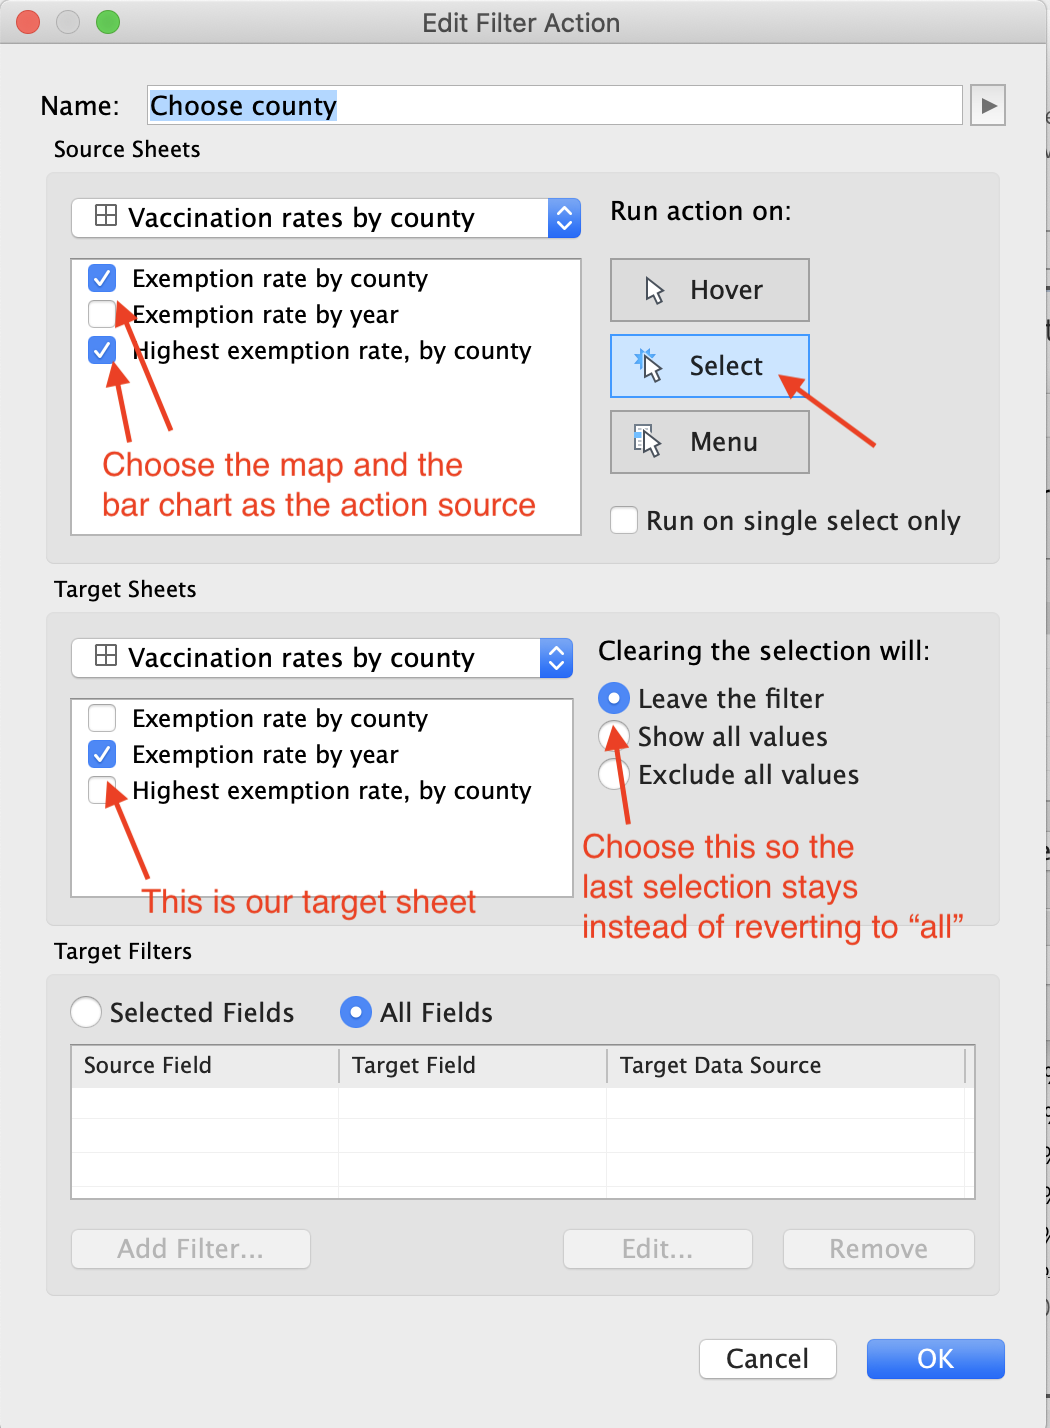 Edit Filter Action
Name: Choose county
Source Sheets
Vaccination rates by county
Run action on:
Exemption rate by county
Exemption rate by year
Highest exemption rate, by county
Hover
Select
Menu
Choose the map and the
bar chart as the action source
Run on single select only
Target Sheets
Vaccination rates by county
Clearing the selection will:
Exemption rate by county
Exemption rate by year
Highest exemption rate, by county
Leave the filter
Show all values
Exclude all values
This is our target sheet
Choose this so the
last selection stays
instead of reverting to “all”
Target Filters
Selected Fields All Fields
Source Field Target Field Target Data Source
Add Filter... Edit... Remove
Cancel OK